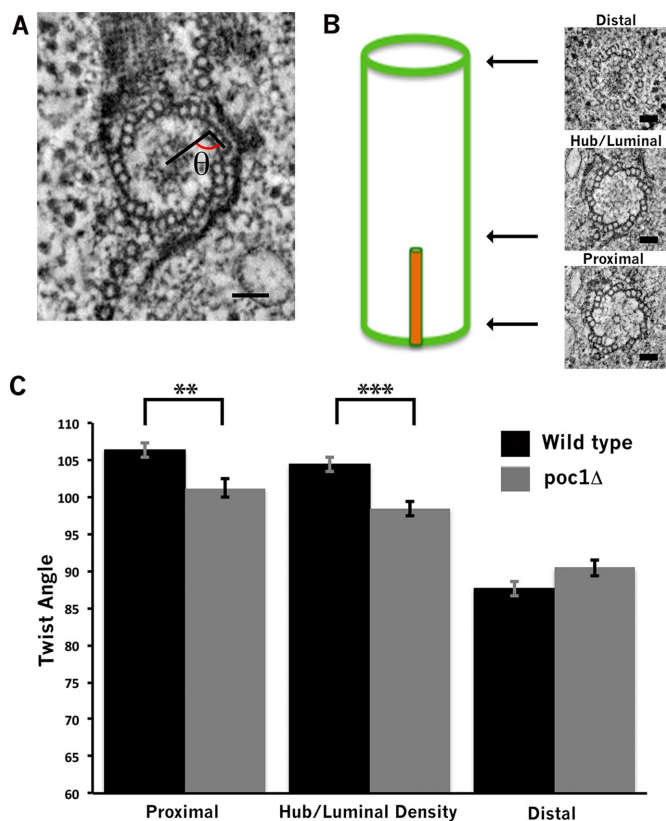 A
θ
B
Distal
Hub/Luminal
Proximal
C
**
***
Wild type
poc1Δ
Twist Angle
110
105
100
95
90
85
80
75
70
65
60
Proximal
Hub/Luminal Density
Distal